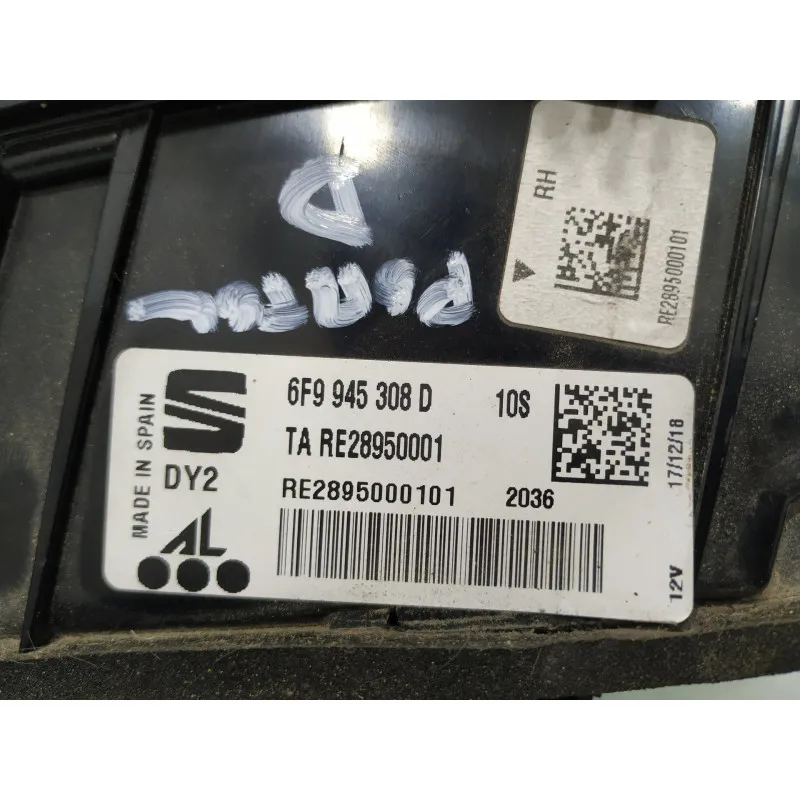 RH
RE2895000101
D
MADE IN SPAIN
DY2
AL
6F9 945 308 D 10S
TA RE28950001
RE2895000101 2036
17/12/18
12V